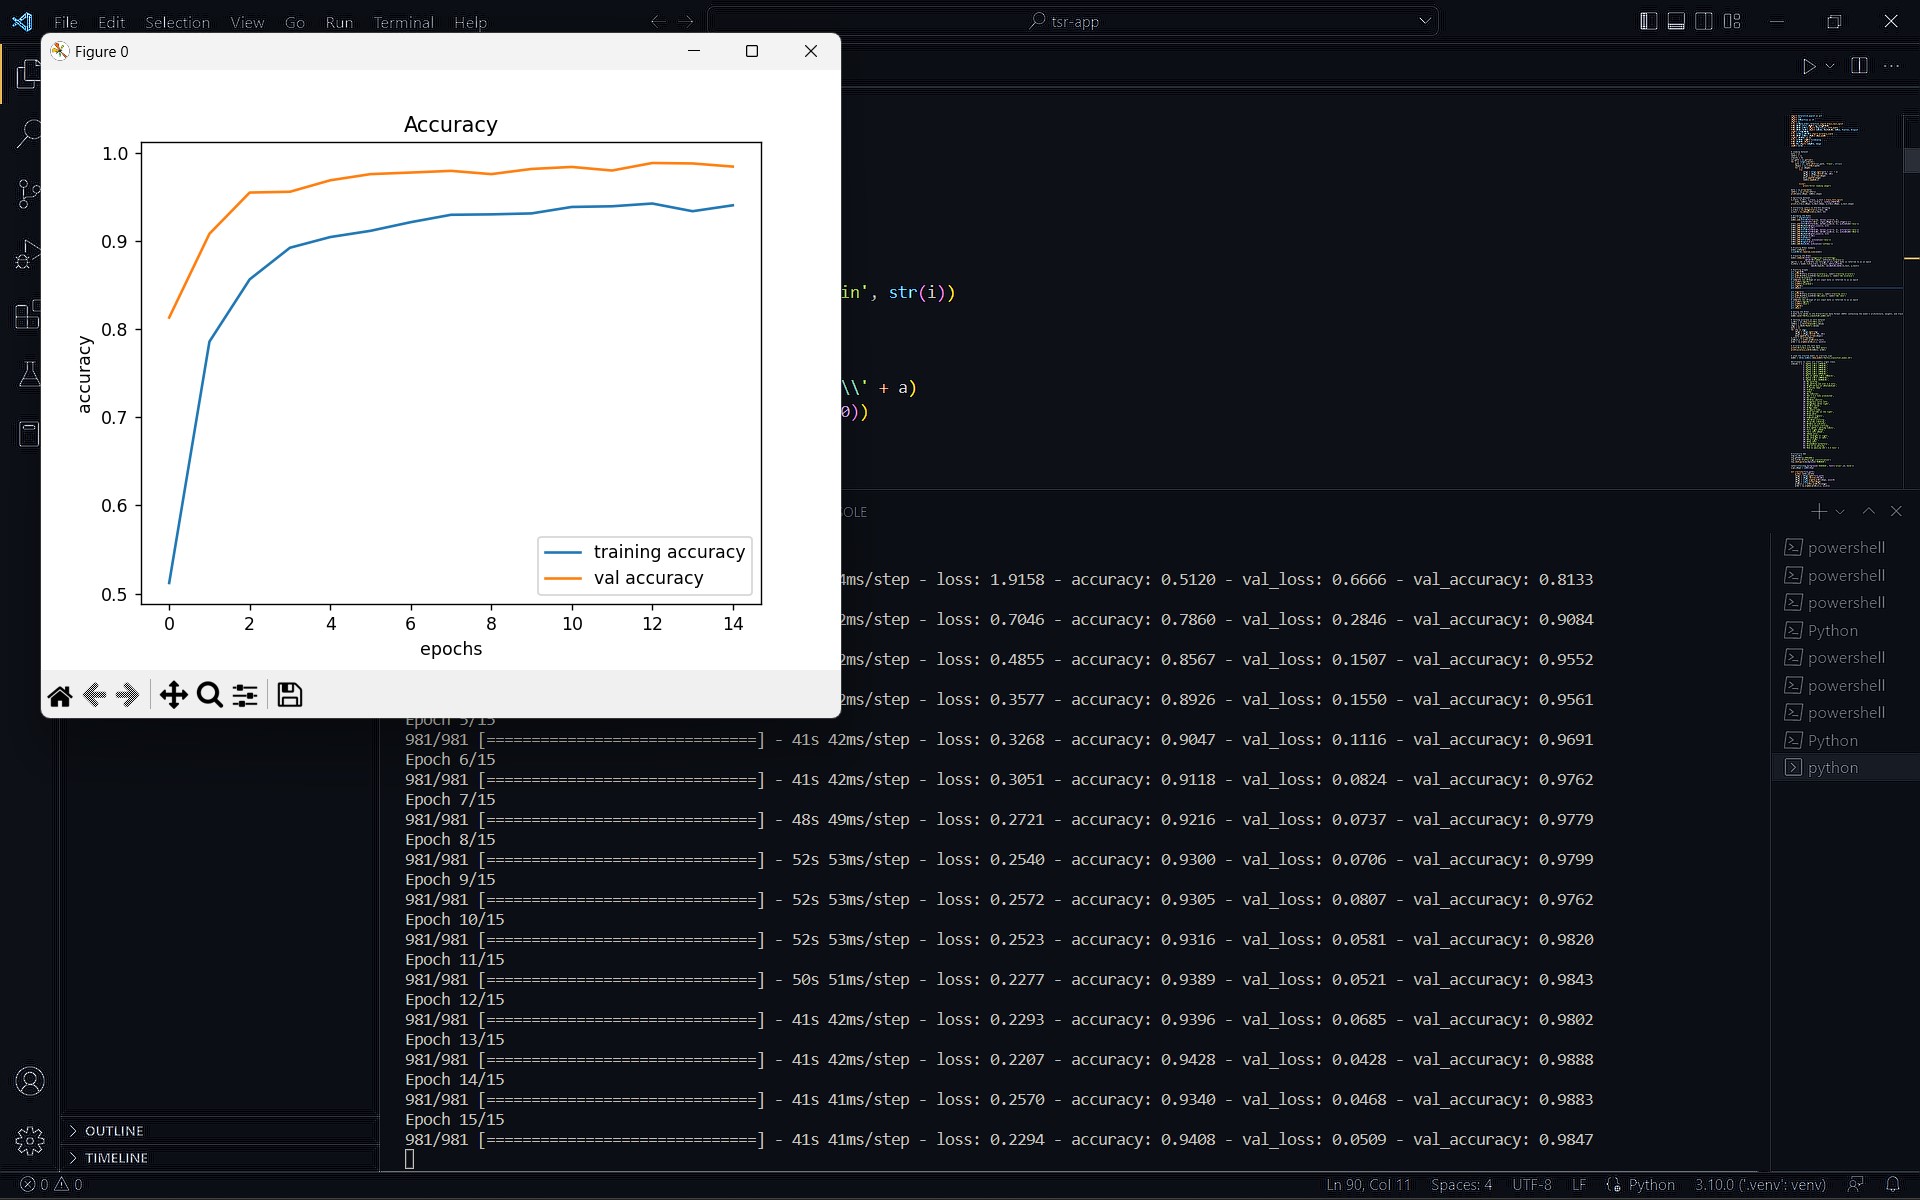 File Edit Selection View Go Run Terminal Help
tsr-app
Figure 0
Accuracy
1.0
0.9
0.8
0.7
0.6
0.5
accuracy
training accuracy
val accuracy
0 2 4 6 8 10 12 14
epochs
in', str(i))
\\' + a)
0))
OLE
4ms/step - loss: 1.9158 - accuracy: 0.5120 - val_loss: 0.6666 - val_accuracy: 0.8133
2ms/step - loss: 0.7046 - accuracy: 0.7860 - val_loss: 0.2846 - val_accuracy: 0.9084
2ms/step - loss: 0.4855 - accuracy: 0.8567 - val_loss: 0.1507 - val_accuracy: 0.9552
2ms/step - loss: 0.3577 - accuracy: 0.8926 - val_loss: 0.1550 - val_accuracy: 0.9561
Epoch 5/15
981/981 [==============================] - 41s 42ms/step - loss: 0.3268 - accuracy: 0.9047 - val_loss: 0.1116 - val_accuracy: 0.9691
Epoch 6/15
981/981 [==============================] - 41s 42ms/step - loss: 0.3051 - accuracy: 0.9118 - val_loss: 0.0824 - val_accuracy: 0.9762
Epoch 7/15
981/981 [==============================] - 48s 49ms/step - loss: 0.2721 - accuracy: 0.9216 - val_loss: 0.0737 - val_accuracy: 0.9779
Epoch 8/15
981/981 [==============================] - 52s 53ms/step - loss: 0.2540 - accuracy: 0.9300 - val_loss: 0.0706 - val_accuracy: 0.9799
Epoch 9/15
981/981 [==============================] - 52s 53ms/step - loss: 0.2572 - accuracy: 0.9305 - val_loss: 0.0807 - val_accuracy: 0.9762
Epoch 10/15
981/981 [==============================] - 52s 53ms/step - loss: 0.2523 - accuracy: 0.9316 - val_loss: 0.0581 - val_accuracy: 0.9820
Epoch 11/15
981/981 [==============================] - 50s 51ms/step - loss: 0.2277 - accuracy: 0.9389 - val_loss: 0.0521 - val_accuracy: 0.9843
Epoch 12/15
981/981 [==============================] - 41s 42ms/step - loss: 0.2293 - accuracy: 0.9396 - val_loss: 0.0685 - val_accuracy: 0.9802
Epoch 13/15
981/981 [==============================] - 41s 42ms/step - loss: 0.2207 - accuracy: 0.9428 - val_loss: 0.0428 - val_accuracy: 0.9888
Epoch 14/15
981/981 [==============================] - 41s 41ms/step - loss: 0.2570 - accuracy: 0.9340 - val_loss: 0.0468 - val_accuracy: 0.9883
Epoch 15/15
981/981 [==============================] - 41s 41ms/step - loss: 0.2294 - accuracy: 0.9408 - val_loss: 0.0509 - val_accuracy: 0.9847
powershell
powershell
powershell
Python
powershell
powershell
powershell
Python
python
OUTLINE
TIMELINE
0 0
Ln 90, Col 11 Spaces: 4 UTF-8 LF Python 3.10.0 ('.venv': venv)